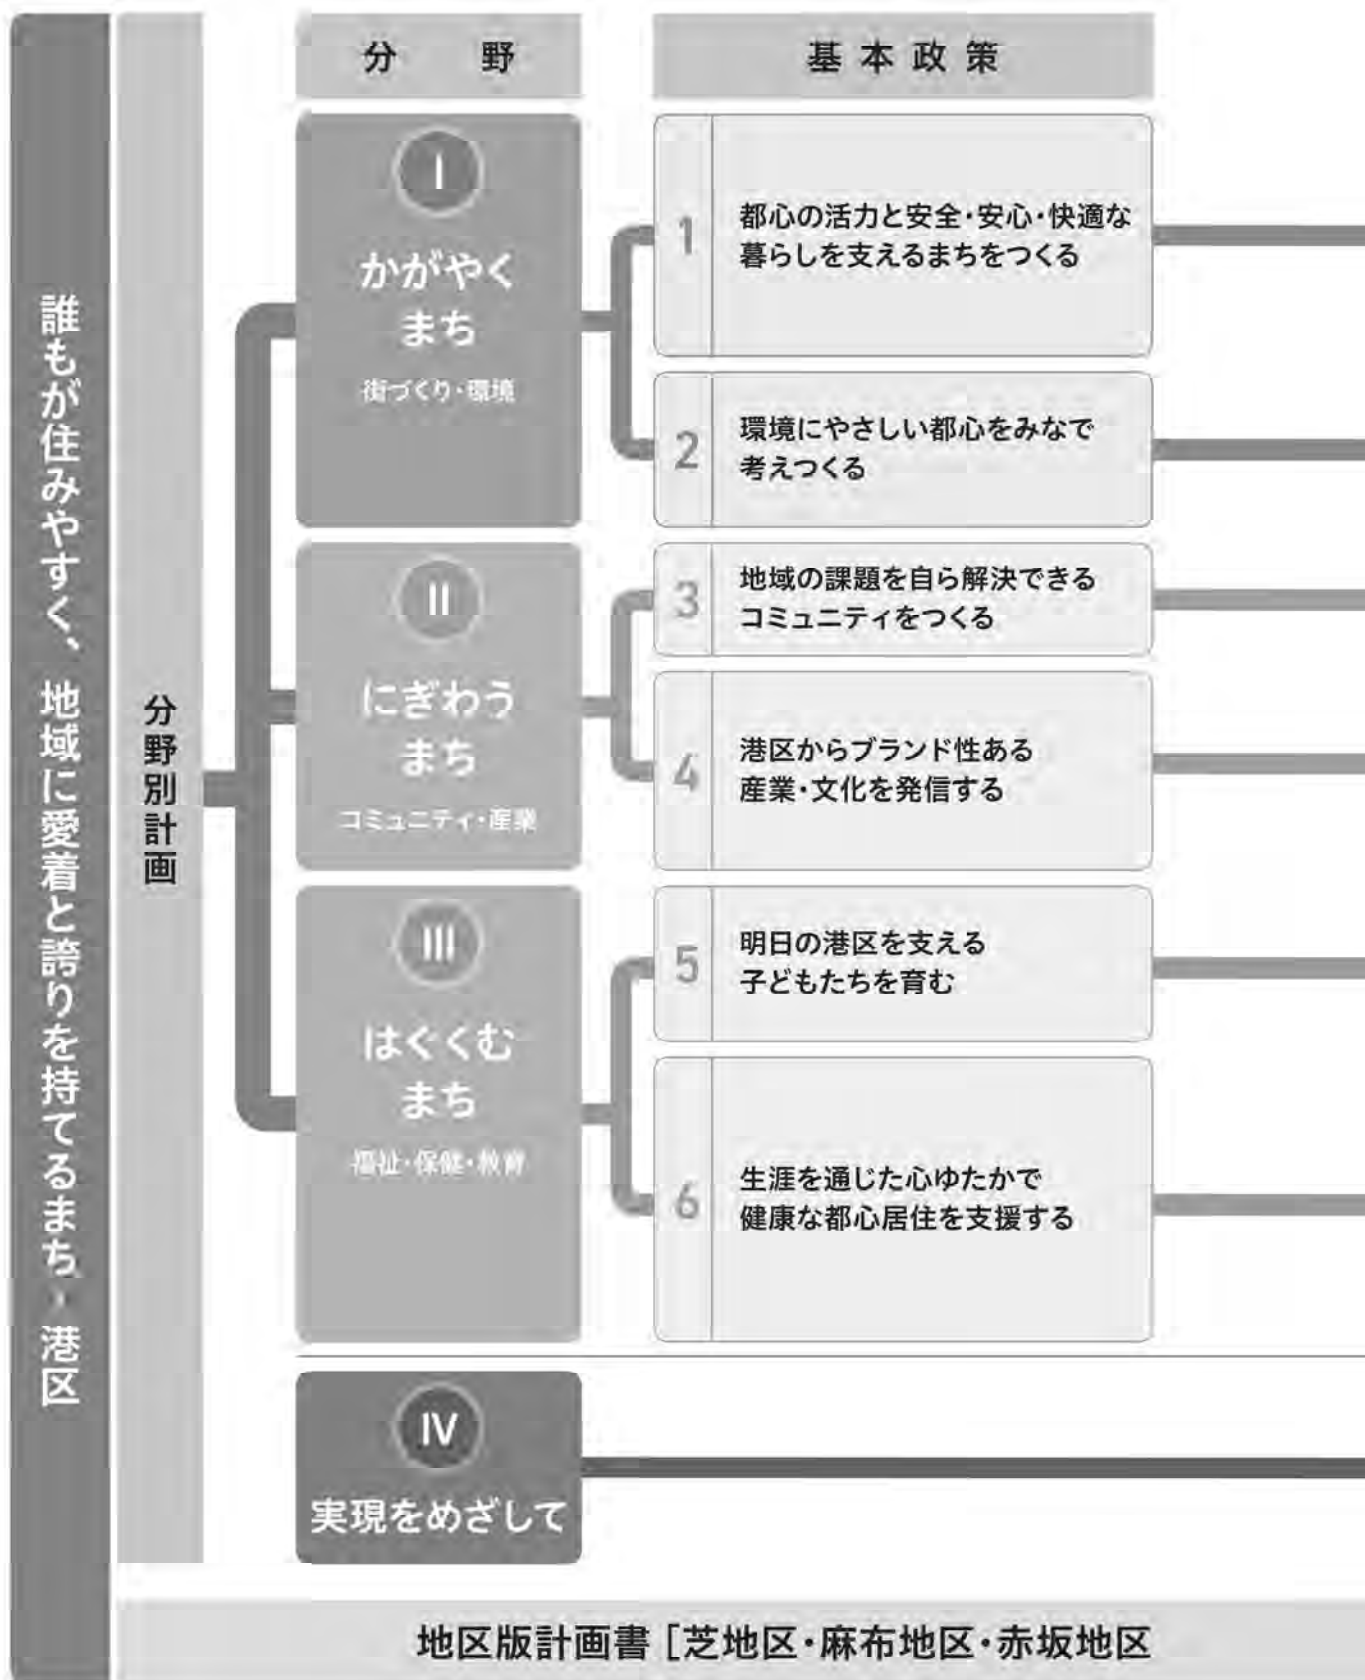 誰もが住みやすく、地域に愛着と誇りを持てるまち・港区
分野別計画
分 野
基本政策
I
かがやく
まち
街づくり・環境
1
都心の活力と安全・安心・快適な
暮らしを支えるまちをつくる
2
環境にやさしい都心をみなで
考えつくる
II
にぎわう
まち
コミュニティ・産業
3
地域の課題を自ら解決できる
コミュニティをつくる
4
港区からブランド性ある
産業・文化を発信する
III
はぐくむ
まち
福祉・保健・教育
5
明日の港区を支える
子どもたちを育む
6
生涯を通じた心ゆたかで
健康な都心居住を支援する
IV
実現をめざして
地区版計画書［芝地区・麻布地区・赤坂地区